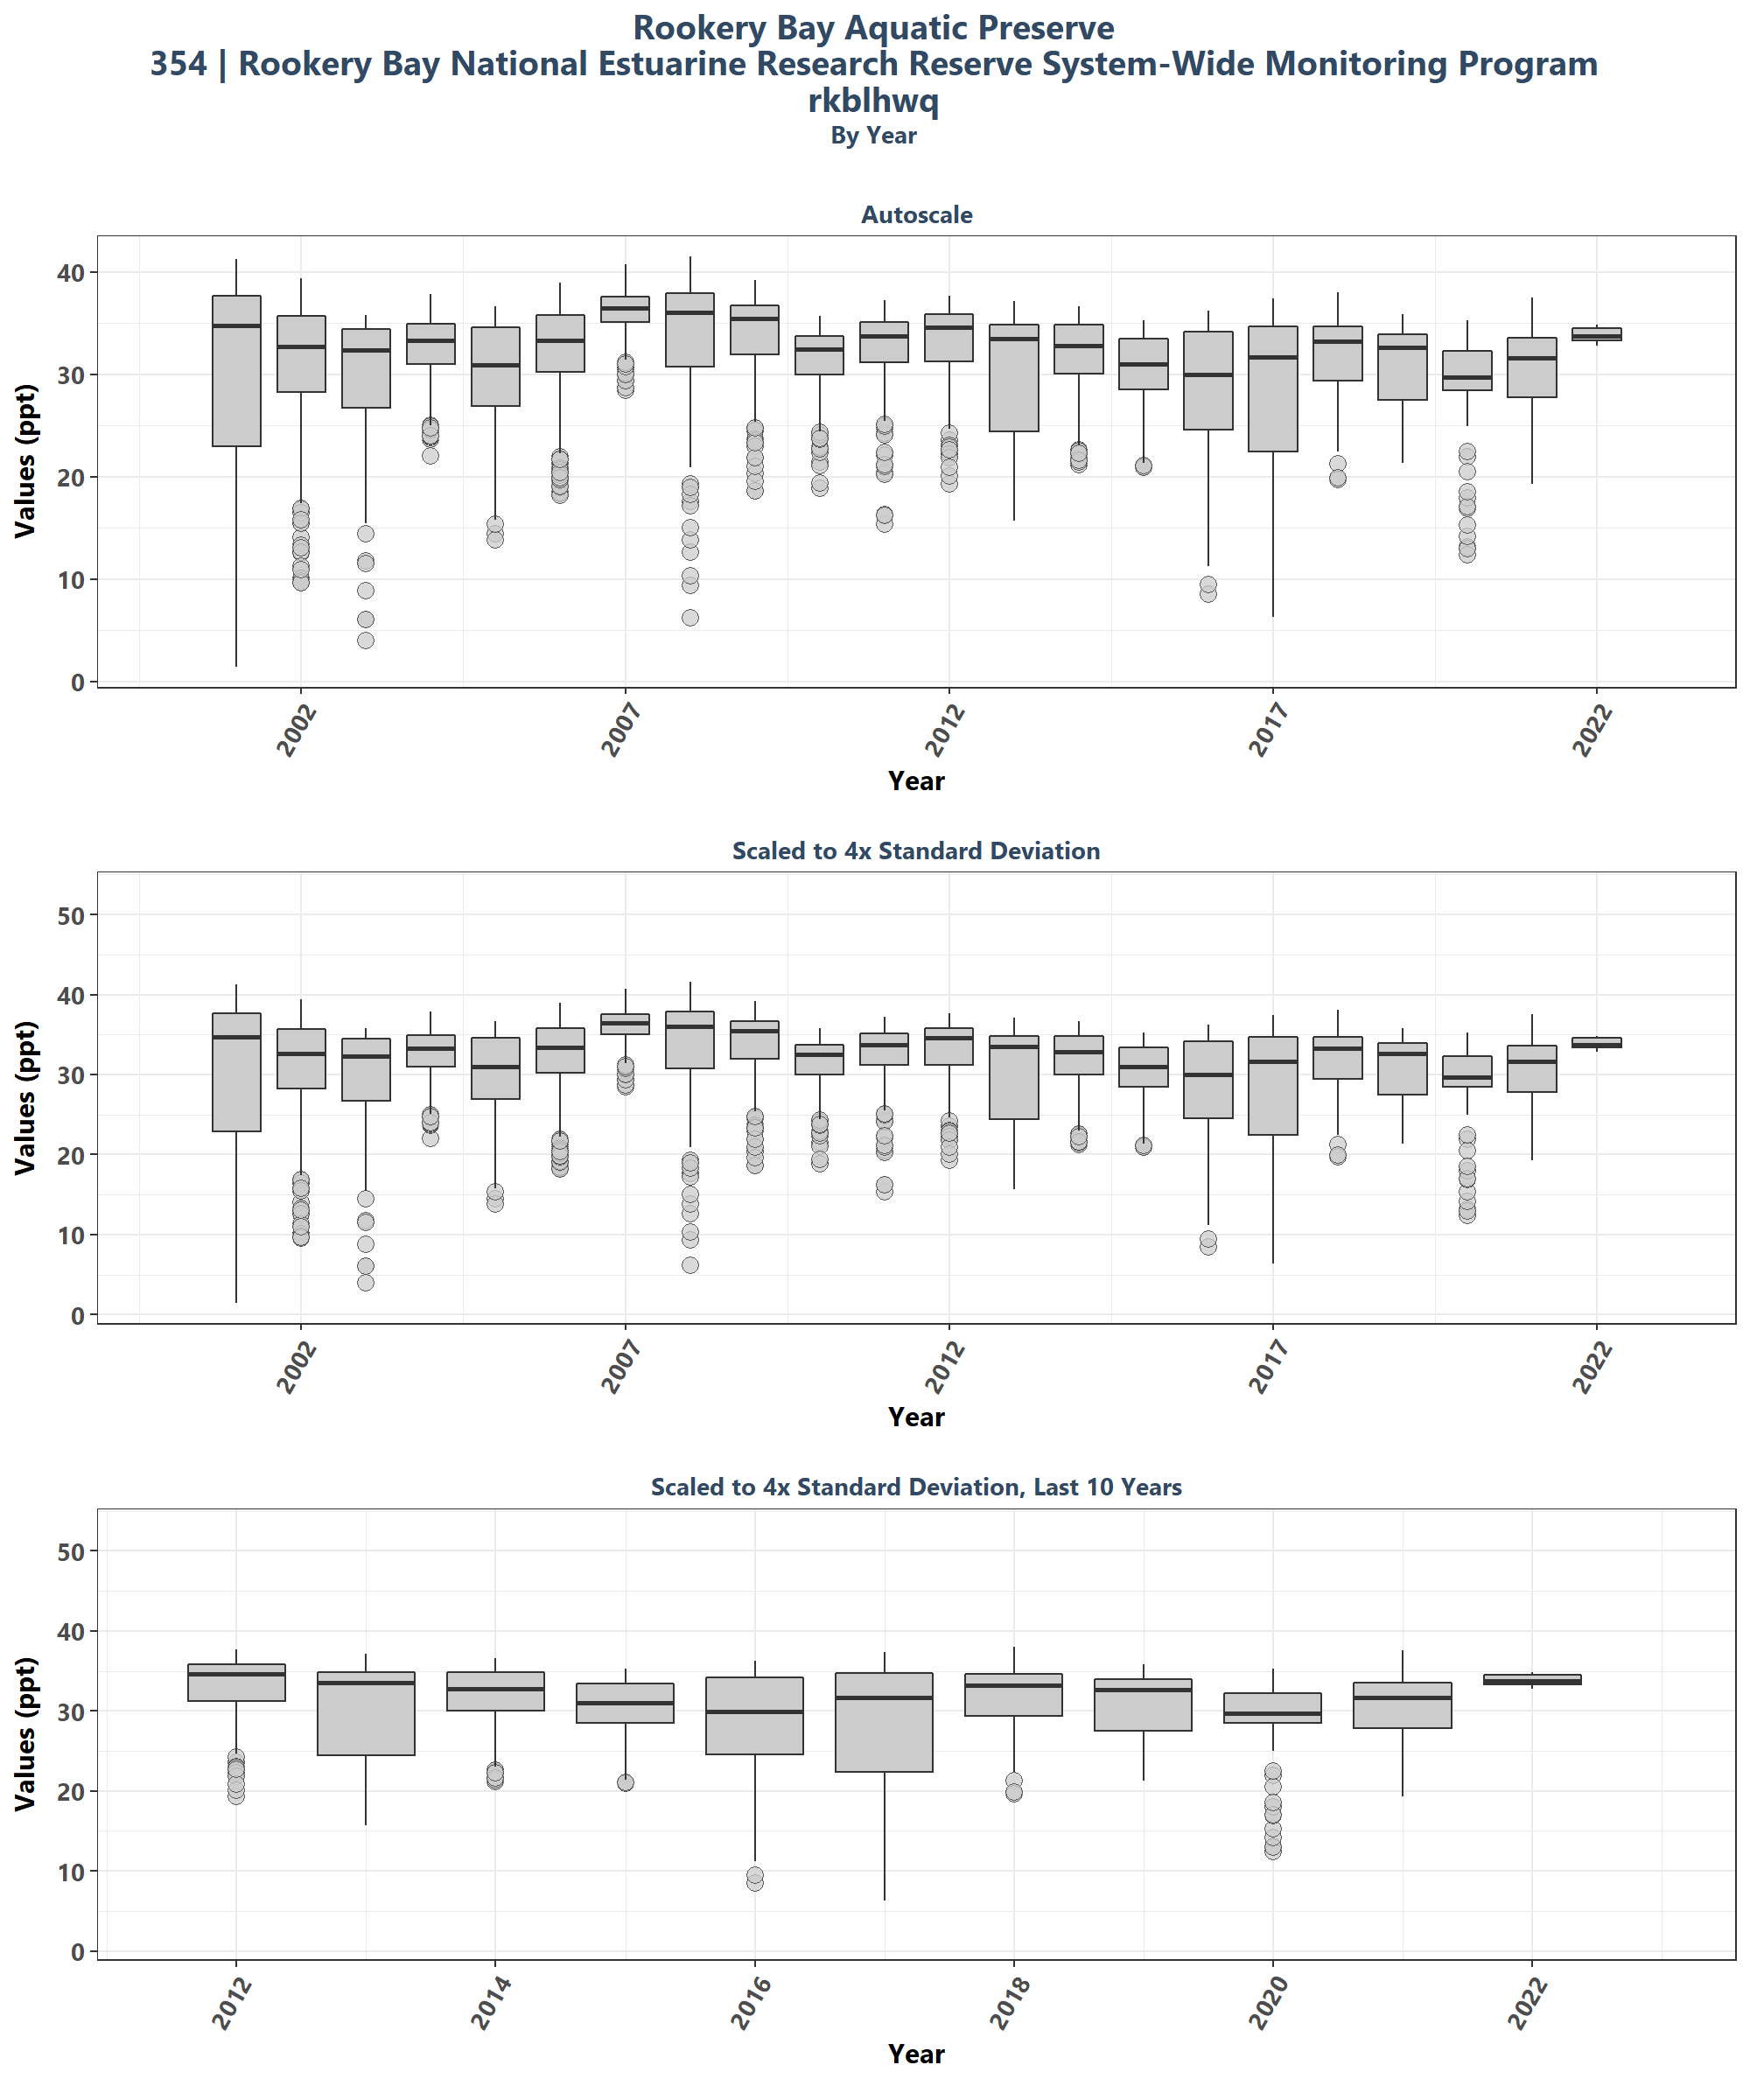 Rookery Bay Aquatic Preserve
354 | Rookery Bay National Estuarine Research Reserve System-Wide Monitoring Program
rkblhwq
By Year
Autoscale
Values (ppt)
40
30
20
10
0
2002 2007 2012 2017 2022
Year
Scaled to 4x Standard Deviation
Values (ppt)
50
40
30
20
10
0
2002 2007 2012 2017 2022
Year
Scaled to 4x Standard Deviation, Last 10 Years
Values (ppt)
50
40
30
20
10
0
2012 2014 2016 2018 2020 2022
Year